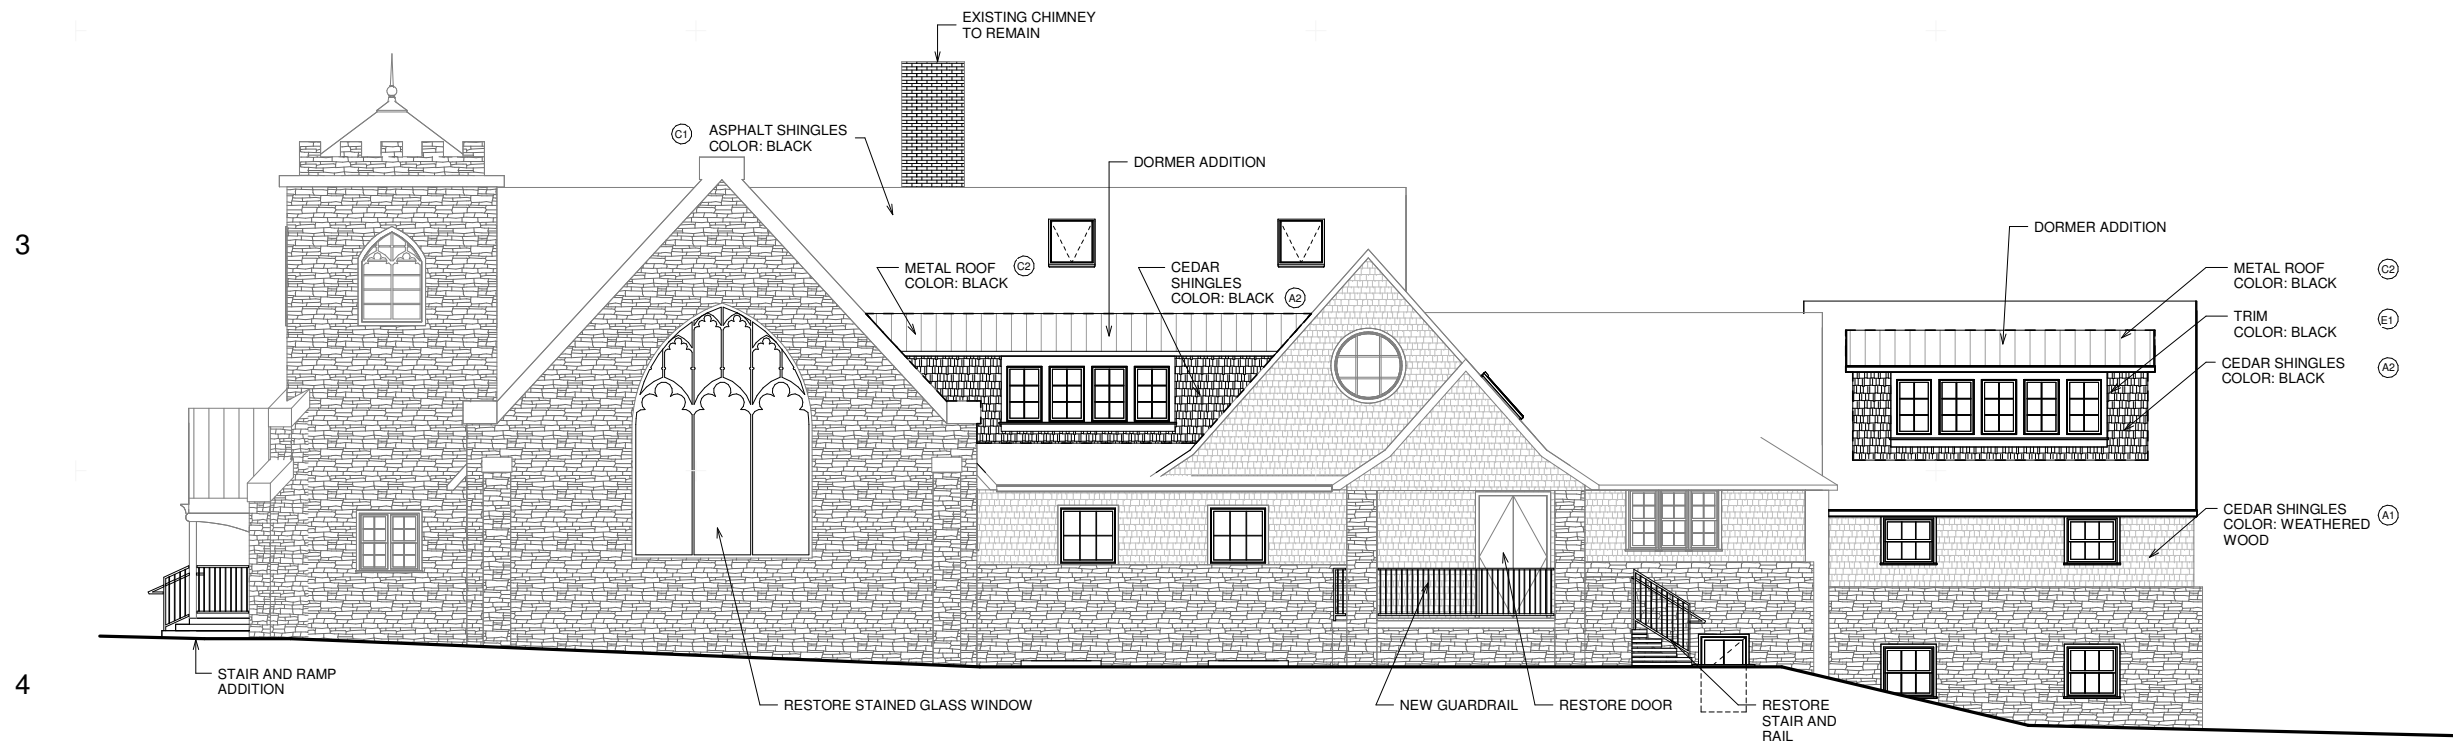 EXISTING CHIMNEY
TO REMAIN
C1
ASPHALT SHINGLES
COLOR: BLACK
DORMER ADDITION
3
DORMER ADDITION
METAL ROOF
COLOR: BLACK
C2
CEDAR
SHINGLES
COLOR: BLACK
A2
METAL ROOF
COLOR: BLACK
C2
TRIM
COLOR: BLACK
E1
CEDAR SHINGLES
COLOR: BLACK
A2
CEDAR SHINGLES
COLOR: WEATHERED
WOOD
A1
4
STAIR AND RAMP
ADDITION
RESTORE STAINED GLASS WINDOW
NEW GUARDRAIL
RESTORE DOOR
RESTORE
STAIR AND
RAIL